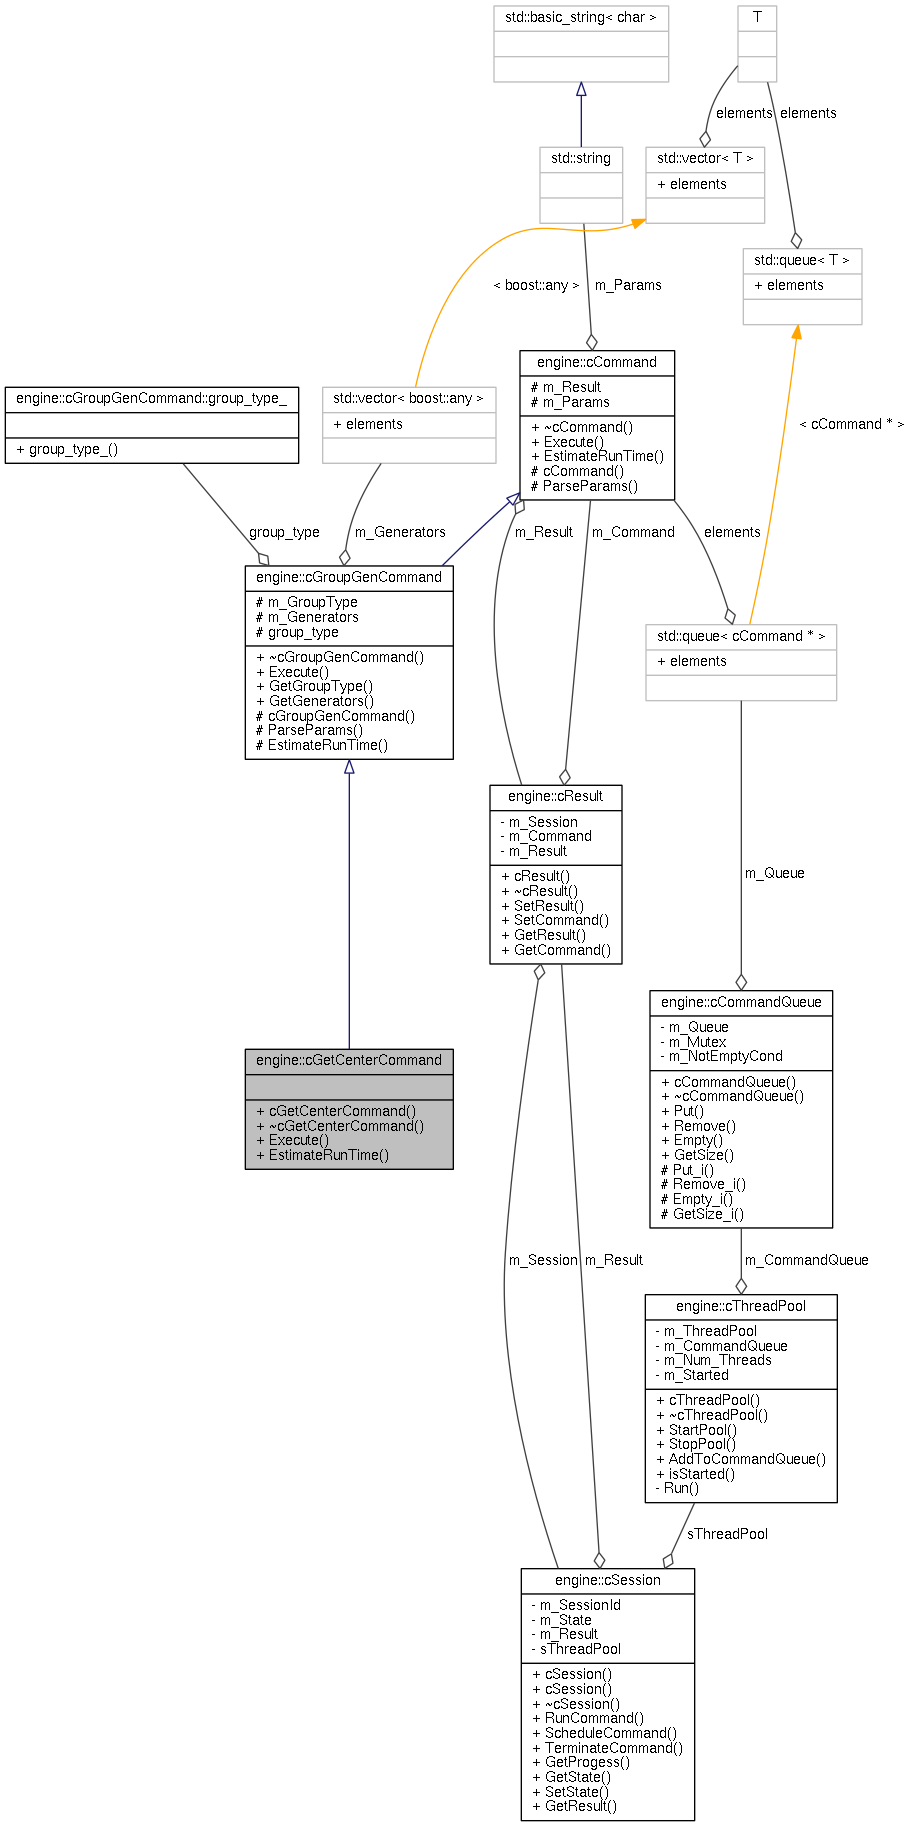 std::basic_string< char >
T
elements
elements
std::string
std::vector< T >
+ elements
std::queue< T >
+ elements
< boost::any >
m_Params
engine::cCommand
# m_Result
# m_Params
+ ~cCommand()
+ Execute()
+ EstimateRunTime()
# cCommand()
# ParseParams()
engine::cGroupGenCommand::group_type_
+ group_type_()
std::vector< boost::any >
+ elements
< cCommand * >
group_type
m_Generators
m_Result
m_Command
elements
engine::cGroupGenCommand
# m_GroupType
# m_Generators
# group_type
+ ~cGroupGenCommand()
+ Execute()
+ GetGroupType()
+ GetGenerators()
# cGroupGenCommand()
# ParseParams()
# EstimateRunTime()
std::queue< cCommand * >
+ elements
engine::cResult
- m_Session
- m_Command
- m_Result
+ cResult()
+ ~cResult()
+ SetResult()
+ SetCommand()
+ GetResult()
+ GetCommand()
m_Queue
engine::cCommandQueue
- m_Queue
- m_Mutex
- m_NotEmptyCond
+ cCommandQueue()
+ ~cCommandQueue()
+ Put()
+ Remove()
+ Empty()
+ GetSize()
# Put_i()
# Remove_i()
# Empty_i()
# GetSize_i()
engine::cGetCenterCommand
+ cGetCenterCommand()
+ ~cGetCenterCommand()
+ Execute()
+ EstimateRunTime()
m_Session
m_Result
m_CommandQueue
engine::cThreadPool
- m_ThreadPool
- m_CommandQueue
- m_Num_Threads
- m_Started
+ cThreadPool()
+ ~cThreadPool()
+ StartPool()
+ StopPool()
+ AddToCommandQueue()
+ isStarted()
- Run()
sThreadPool
engine::cSession
- m_SessionId
- m_State
- m_Result
- sThreadPool
+ cSession()
+ cSession()
+ ~cSession()
+ RunCommand()
+ ScheduleCommand()
+ TerminateCommand()
+ GetProgess()
+ GetState()
+ SetState()
+ GetResult()